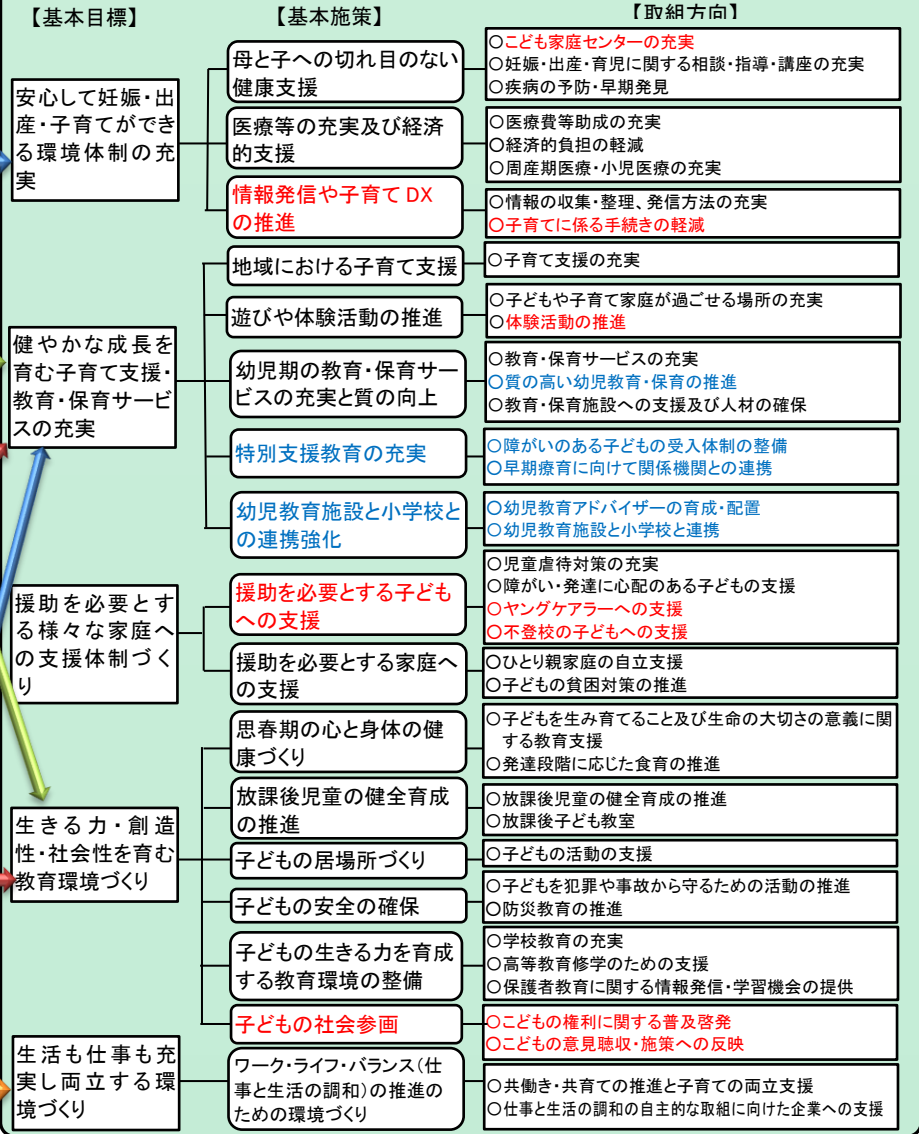 【基本目標】
【基本施策】
【取組方向】
安心して妊娠・出
産・子育てができ
る環境体制の充
実
母と子への切れ目のない
健康支援
○こども家庭センターの充実
○妊娠・出産・育児に関する相談・指導・講座の充実
○疾病の予防・早期発見
医療等の充実及び経済
的支援
○医療費等助成の充実
○経済的負担の軽減
○周産期医療・小児医療の充実
情報発信や子育て DX
の推進
○情報の収集・整理、発信方法の充実
○子育てに係る手続きの軽減
健やかな成長を
育む子育て支援・
教育・保育サービ
スの充実
地域における子育て支援
○子育て支援の充実
遊びや体験活動の推進
○子どもや子育て家庭が過ごせる場所の充実
○体験活動の推進
幼児期の教育・保育サー
ビスの充実と質の向上
○教育・保育サービスの充実
○質の高い幼児教育・保育の推進
○教育・保育施設への支援及び人材の確保
特別支援教育の充実
○障がいのある子どもの受入体制の整備
○早期療育に向けて関係機関との連携
幼児教育施設と小学校と
の連携強化
○幼児教育アドバイザーの育成・配置
○幼児教育施設と小学校と連携
援助を必要とす
る様々な家庭へ
の支援体制づく
り
援助を必要とする子ども
への支援
○児童虐待対策の充実
○障がい・発達に心配のある子どもの支援
○ヤングケアラーへの支援
○不登校の子どもへの支援
援助を必要とする家庭へ
の支援
○ひとり親家庭の自立支援
○子どもの貧困対策の推進
生きる力・創造
性・社会性を育む
教育環境づくり
思春期の心と身体の健
康づくり
○子どもを生み育てること及び生命の大切さの意義に関
する教育支援
○発達段階に応じた食育の推進
放課後児童の健全育成
の推進
○放課後児童の健全育成の推進
○放課後子ども教室
子どもの居場所づくり
○子どもの活動の支援
子どもの安全の確保
○子どもを犯罪や事故から守るための活動の推進
○防災教育の推進
子どもの生きる力を育成
する教育環境の整備
○学校教育の充実
○高等教育修学のための支援
○保護者教育に関する情報発信・学習機会の提供
子どもの社会参画
○こどもの権利に関する普及啓発
○こどもの意見聴収・施策への反映
生活も仕事も充
実し両立する環
境づくり
ワーク・ライフ・バランス(仕
事と生活の調和)の推進の
ための環境づくり
○共働き・共育ての推進と子育ての両立支援
○仕事と生活の調和の自主的な取組に向けた企業への支援